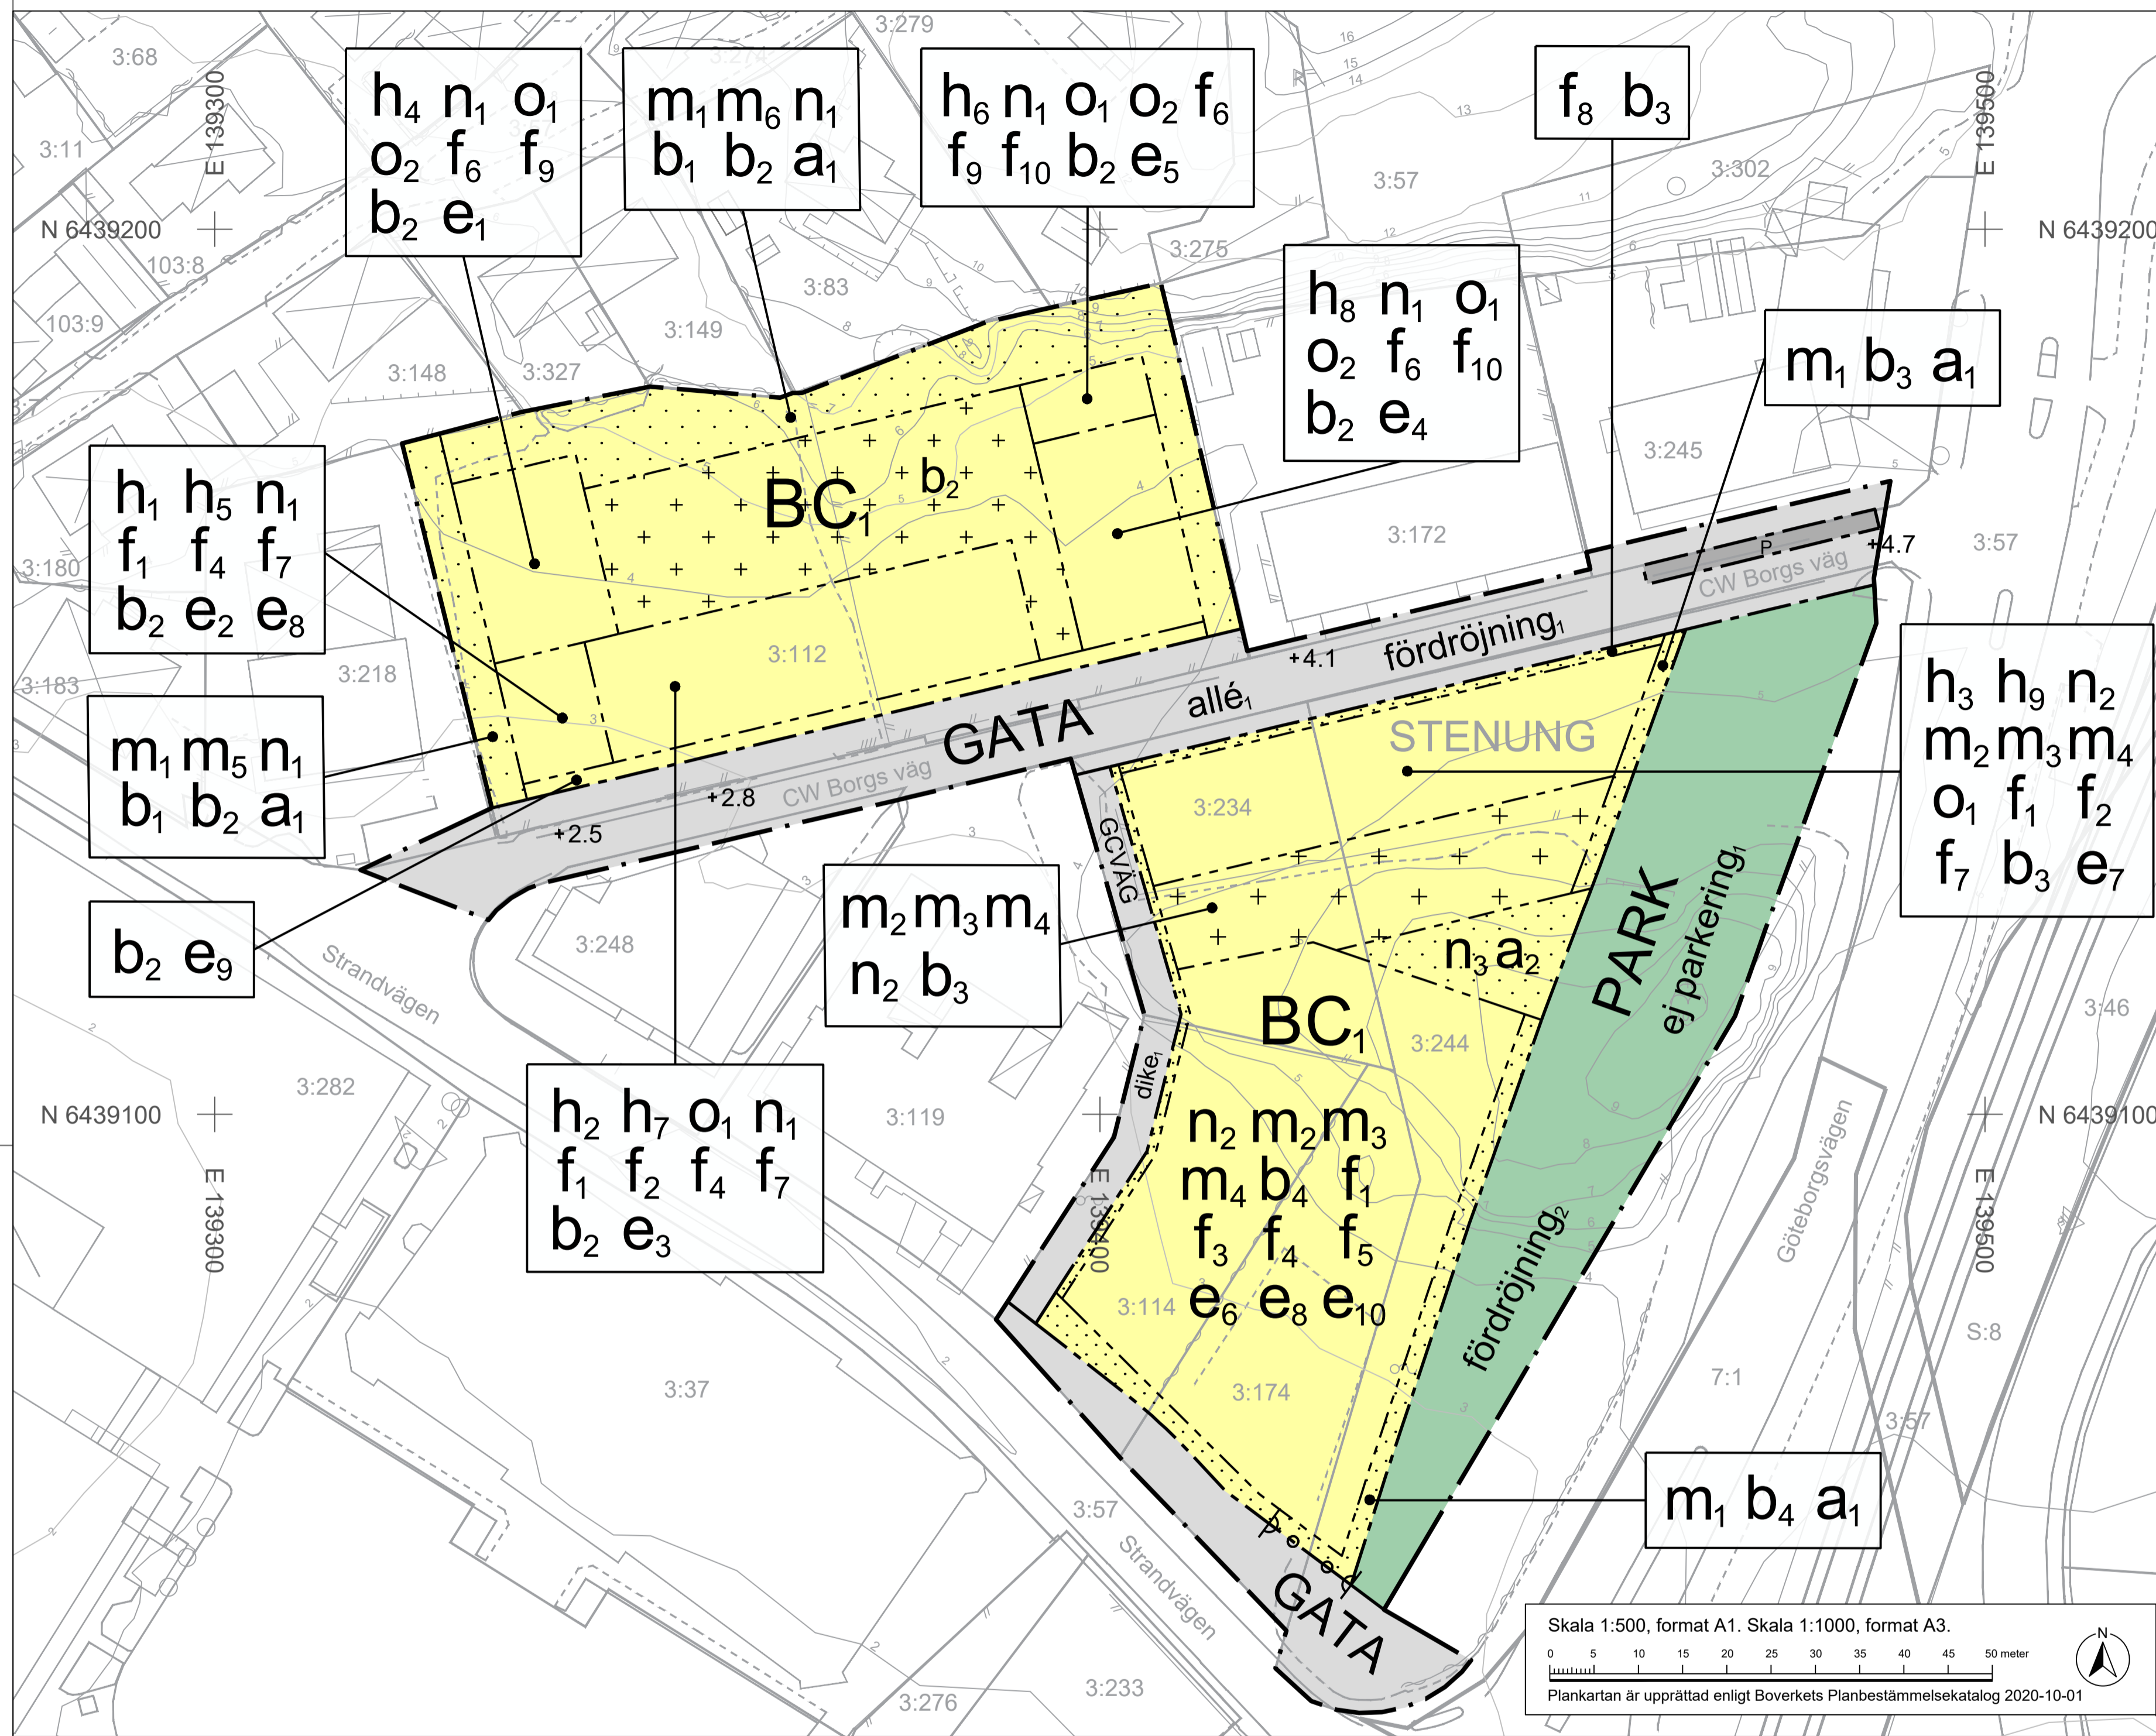 3:279
3:68
16
15
14
13
E 139300
E 139500
h₄ n₁ o₁
o₂ f₆ f₉
b₂ e₁
m₁ m₆ n₁
b₁ b₂ a₁
h₆ n₁ o₁ o₂ f₆
f₉ f₁₀ b₂ e₅
f₈ b₃
3:11
3:57
3:302
11
12
N 6439200
N 6439200
103:8
3:275
3:83
h₈ n₁ o₁
o₂ f₆ f₁₀
b₂ e₄
103:9
3:149
3:148
3:327
m₁ b₃ a₁
3:7
3:245
h₁ h₅ n₁
f₁ f₄ f₇
b₂ e₂ e₈
BC₁
b₂
3:172
P
+4.7
3:57
CW Borgs väg
3:180
3:112
+4.1
fördröjning₁
3:218
3:183
allé₁
GATA
STENUNG
h₃ h₉ n₂
m₂ m₃ m₄
o₁ f₁ f₂
f₇ b₃ e₇
m₁ m₅ n₁
b₁ b₂ a₁
CW Borgs väg
+2.8
+2.5
3:234
GCVÄG
PARK
ej parkering₁
b₂ e₉
Strandvägen
3:248
m₂ m₃ m₄
n₂ b₃
n₃ a₂
BC₁
3:244
3:46
dike₁
3:282
N 6439100
N 6439100
3:119
h₂ h₇ o₁ n₁
f₁ f₂ f₄ f₇
b₂ e₃
n₂ m₂ m₃
m₄ b₄ f₁
f₃ f₄ f₅
e₆ e₈ e₁₀
E 139300
E 139400
E 139500
Göteborgsvägen
fördröjning₂
3:114
S:8
3:37
3:174
7:1
3:57
3:57
Strandvägen
m₁ b₄ a₁
GATA
3:276
3:233
Skala 1:500, format A1. Skala 1:1000, format A3.
0 5 10 15 20 25 30 35 40 45 50 meter
N
Plankartan är upprättad enligt Boverkets Planbestämmelsekatalog 2020-10-01